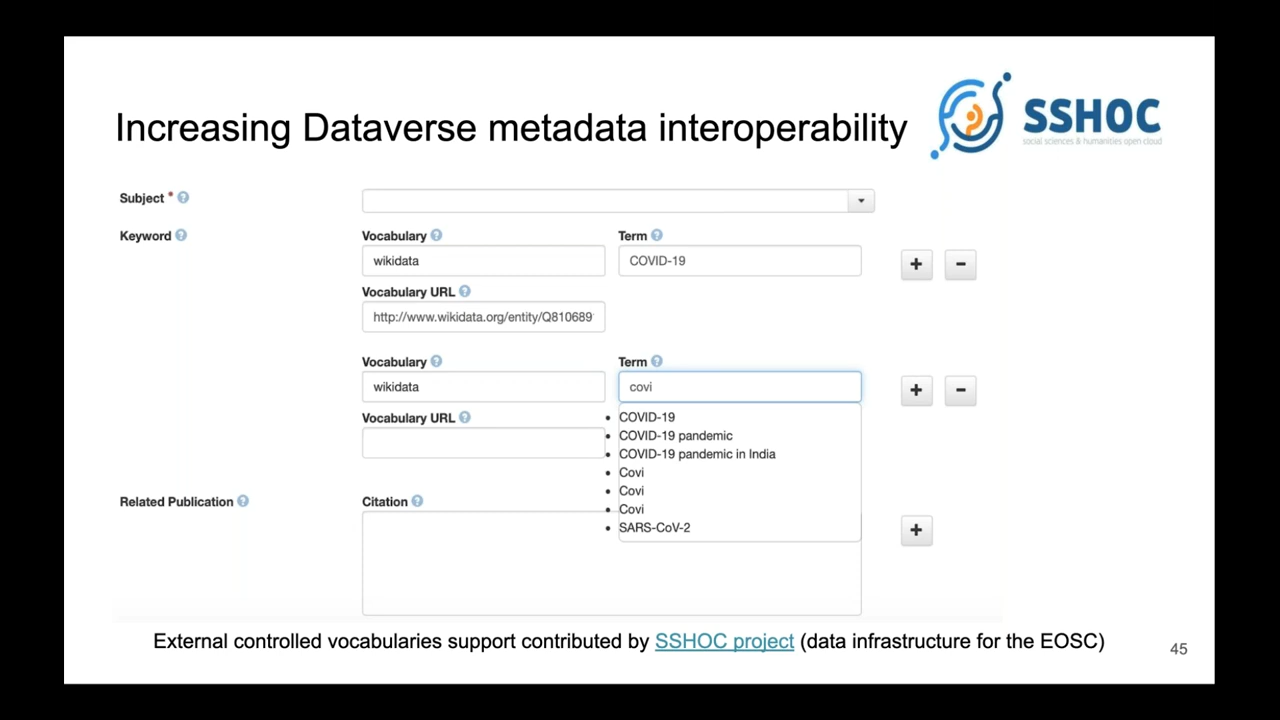 Increasing Dataverse metadata interoperability
SSHOC
social sciences & humanities open cloud
Subject *
Keyword
Vocabulary Term
wikidata COVID-19
+ -
Vocabulary URL
http://www.wikidata.org/entity/Q810689
Vocabulary Term
wikidata covi
+ -
Vocabulary URL
COVID-19
COVID-19 pandemic
COVID-19 pandemic in India
Covi
Covi
Covi
SARS-CoV-2
Related Publication Citation
+
External controlled vocabularies support contributed by SSHOC project (data infrastructure for the EOSC)
45